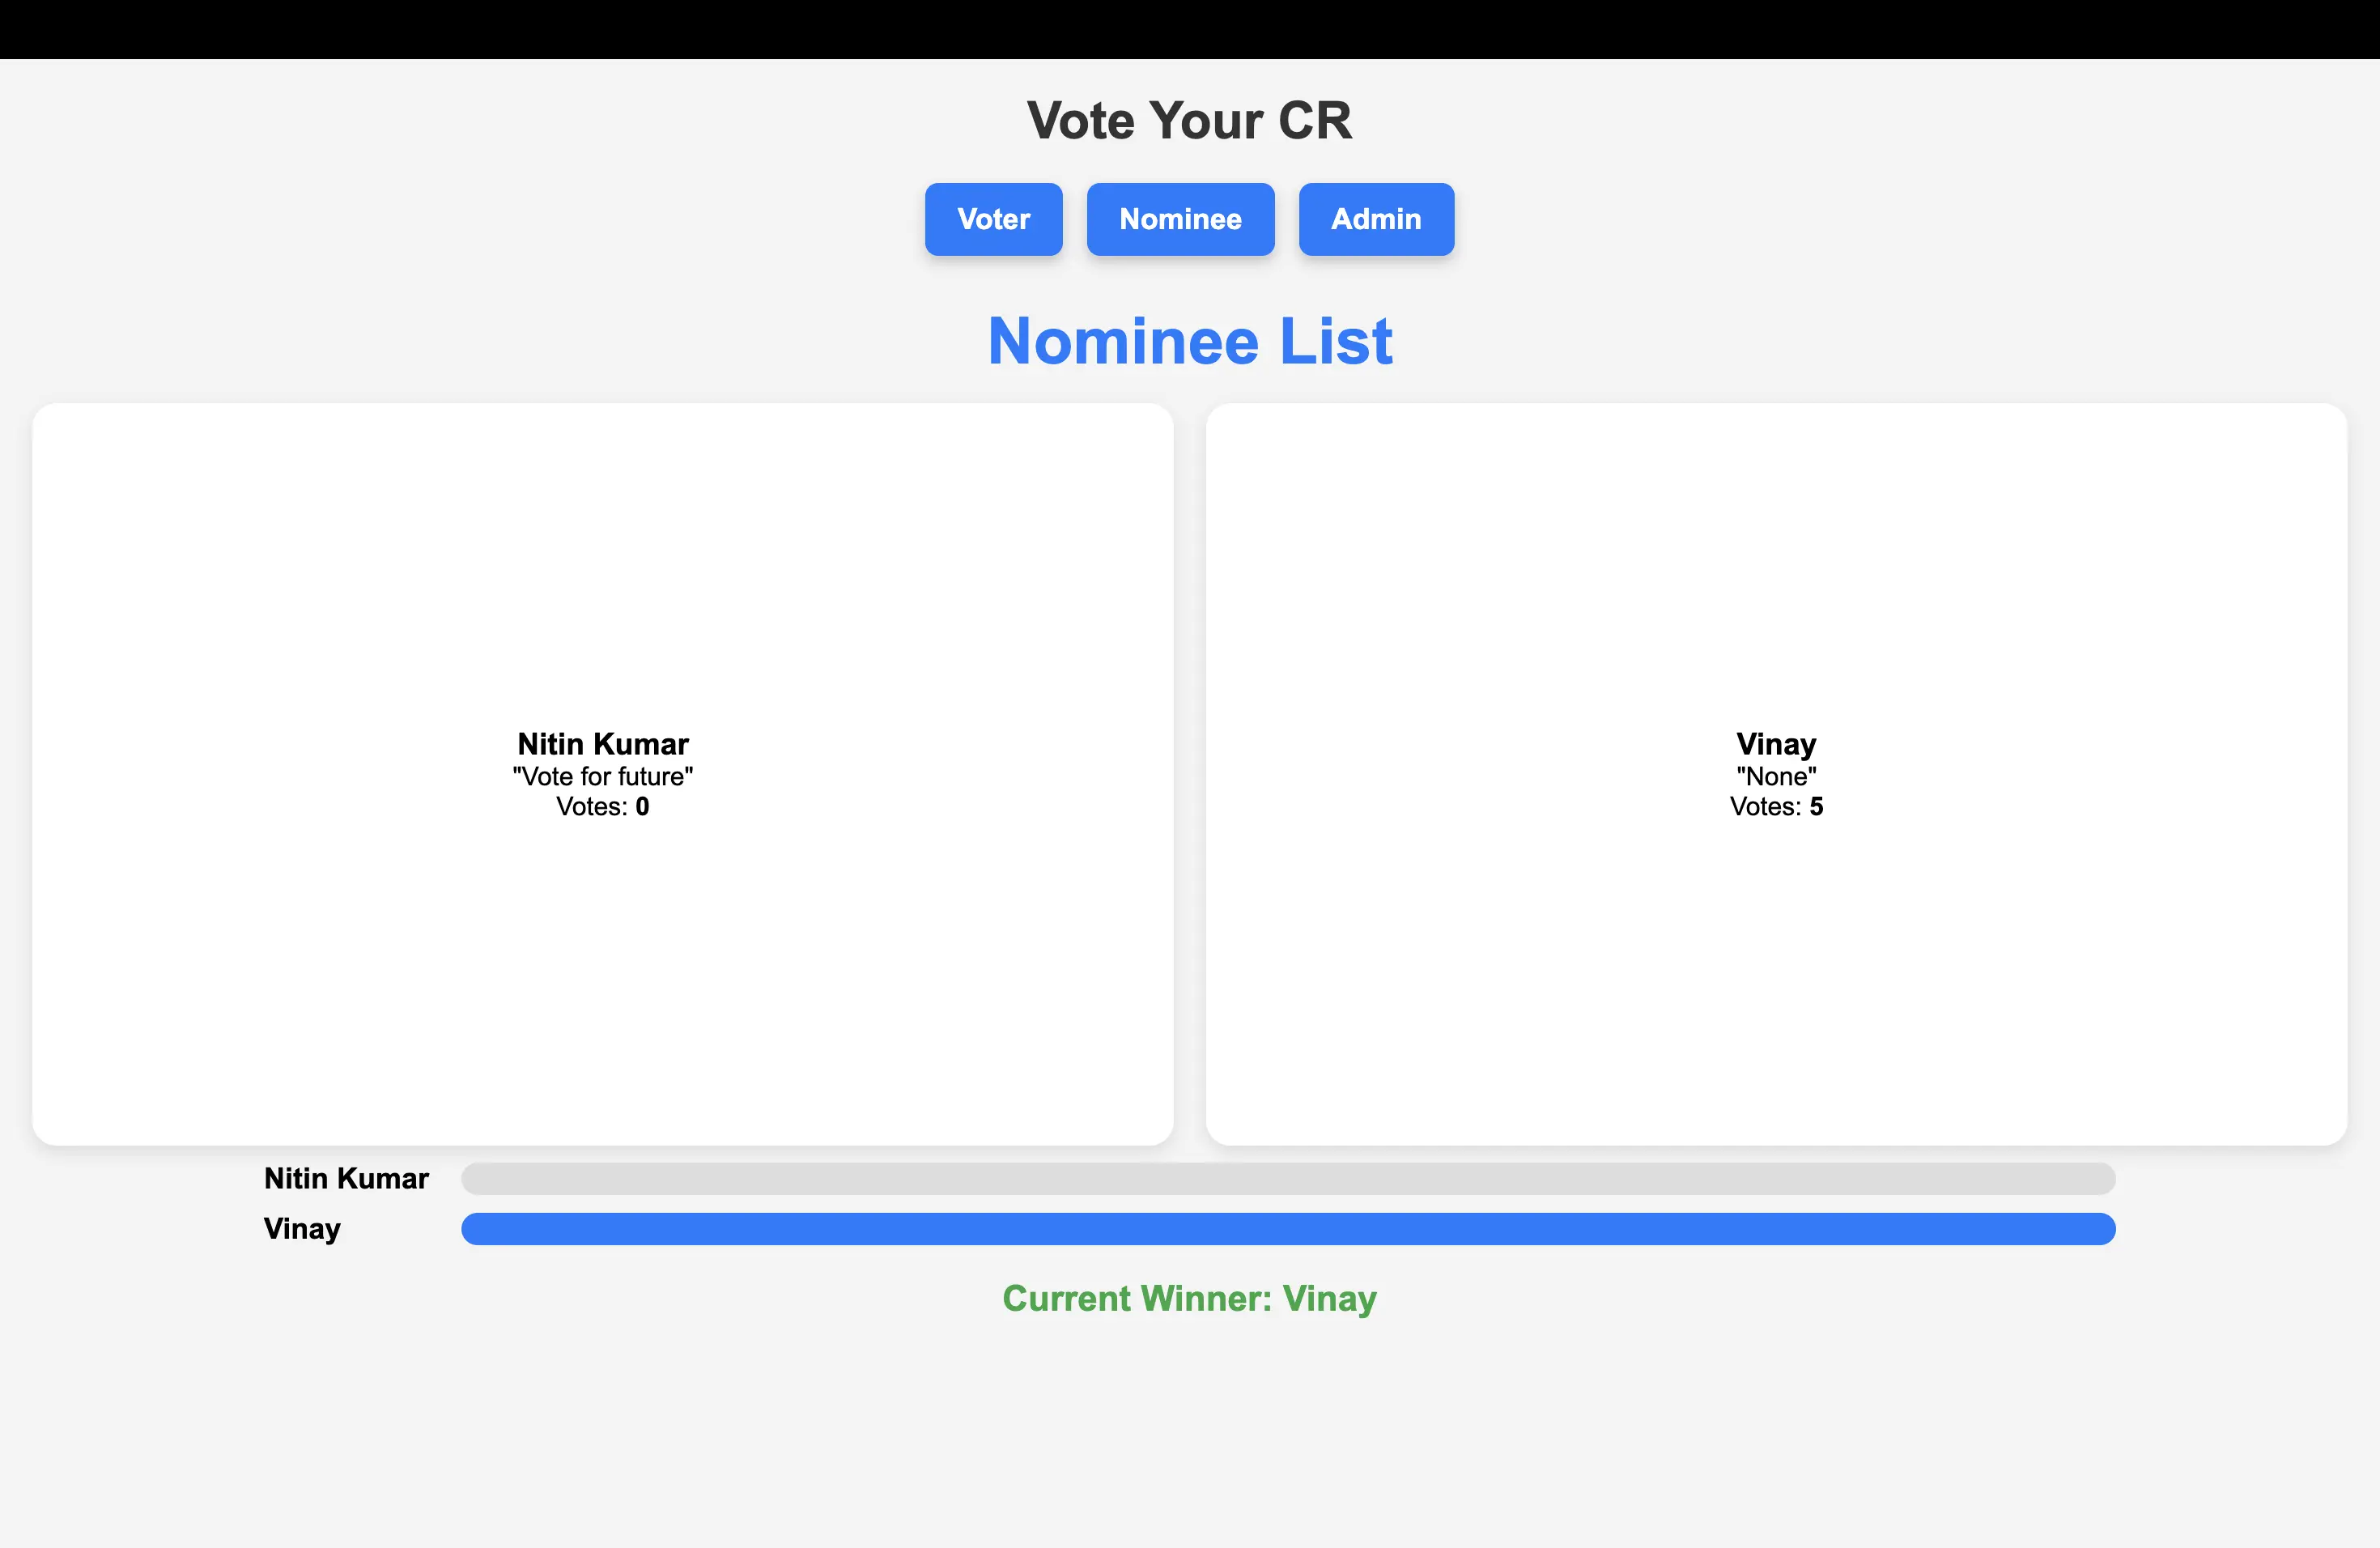 Vote Your CR
Voter
Nominee
Admin
Nominee List
Nitin Kumar
"Vote for future"
Votes: 0
Vinay
"None"
Votes: 5
Nitin Kumar
Vinay
Current Winner: Vinay